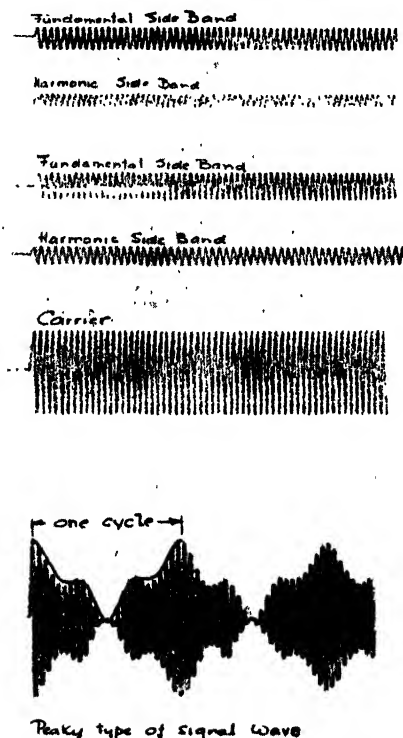 Fundamental Side Band
Harmonic Side Band
Fundamental Side Band
Harmonic Side Band
Carrier
one cycle
Peaky type of signal wave